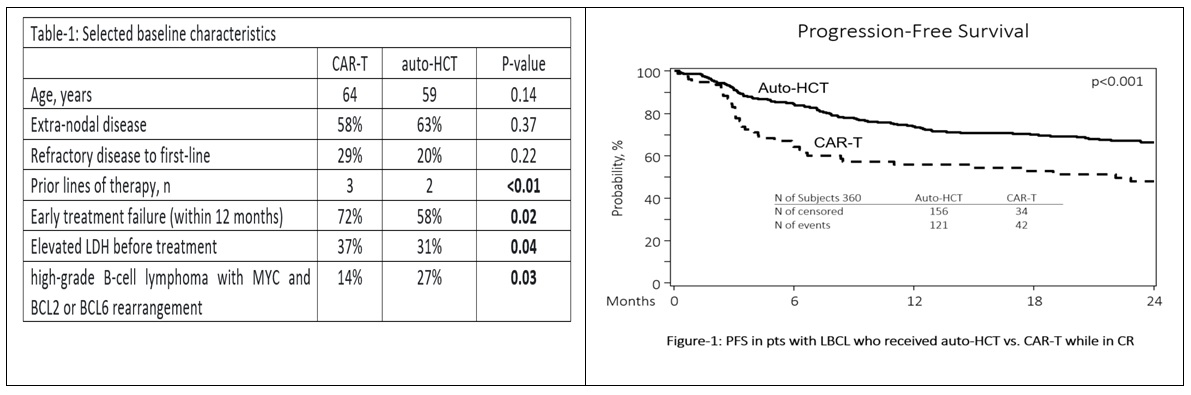 Table-1: Selected baseline characteristics
CAR-T auto-HCT P-value
Age, years 64 59 0.14
Extra-nodal disease 58% 63% 0.37
Refractory disease to first-line 29% 20% 0.22
Prior lines of therapy, n 3 2 <0.01
Early treatment failure (within 12 months) 72% 58% 0.02
Elevated LDH before treatment 37% 31% 0.04
high-grade B-cell lymphoma with MYC and 14% 27% 0.03
BCL2 or BCL6 rearrangement
Progression-Free Survival
p<0.001
Auto-HCT
CAR-T
Probability, %
100
80
60
40
20
0
N of Subjects 360 Auto-HCT CAR-T
N of censored 156 34
N of events 121 42
Months 0 6 12 18 24
Figure-1: PFS in pts with LBCL who received auto-HCT vs. CAR-T while in CR